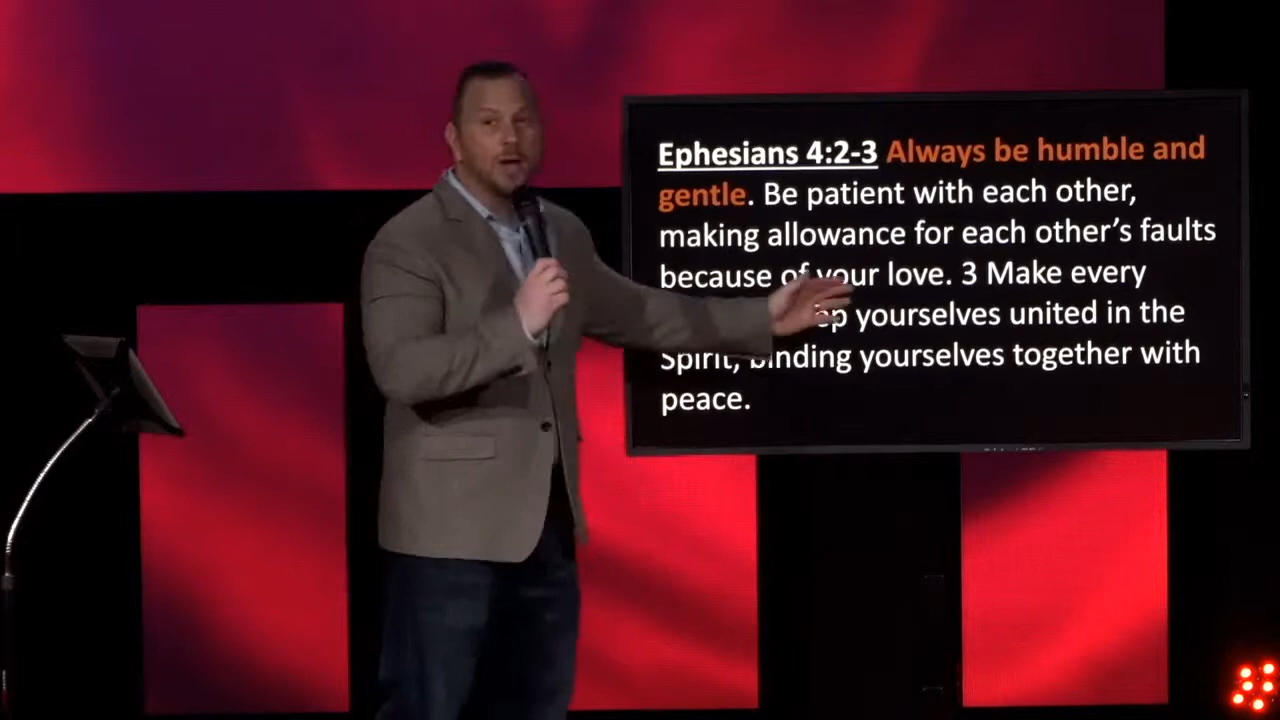 Ephesians 4:2-3 Always be humble and
gentle. Be patient with each other,
making allowance for each other's faults
because of your love. 3 Make every
yourselves united in the
Spirit, binding yourselves together with
peace.